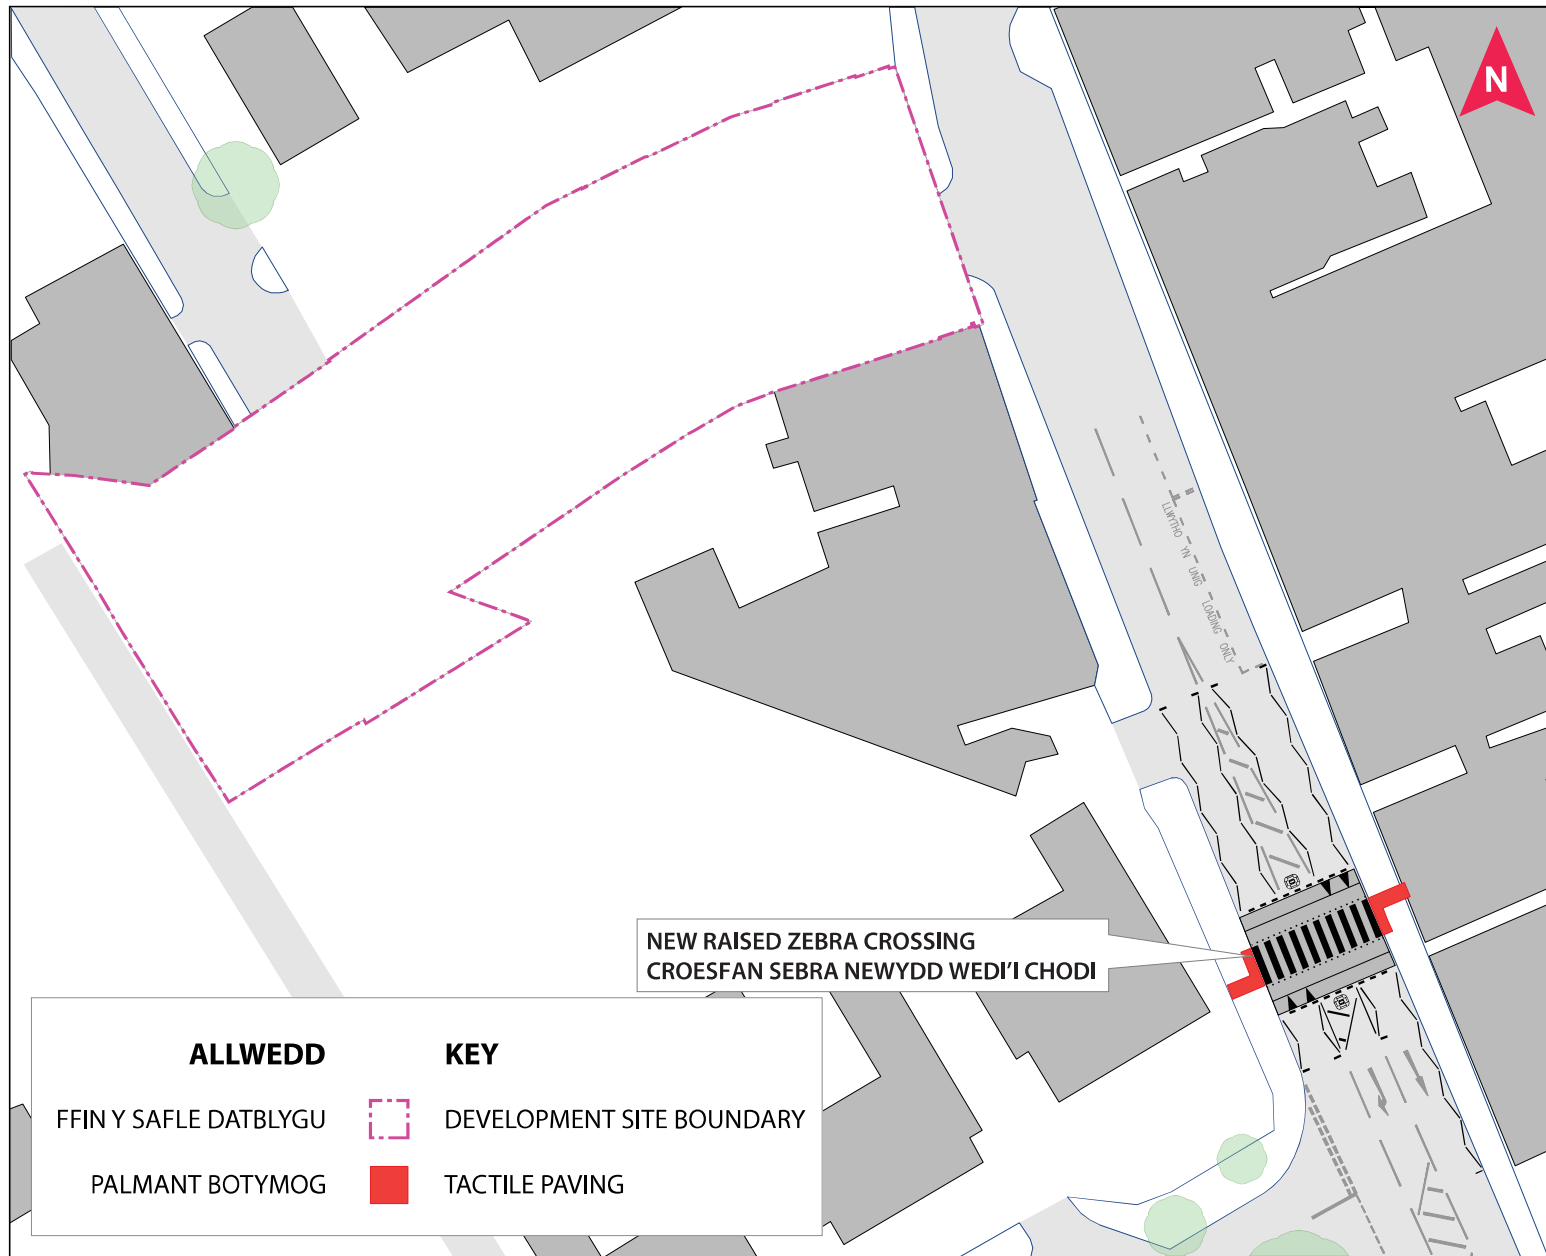 N
LLWYTHO YN UNIG LOADING ONLY
NEW RAISED ZEBRA CROSSING
CROESFAN SEBRA NEWYDD WEDI'I CHODI
ALLWEDD KEY
FFIN Y SAFLE DATBLYGU DEVELOPMENT SITE BOUNDARY
PALMANT BOTYMOG TACTILE PAVING